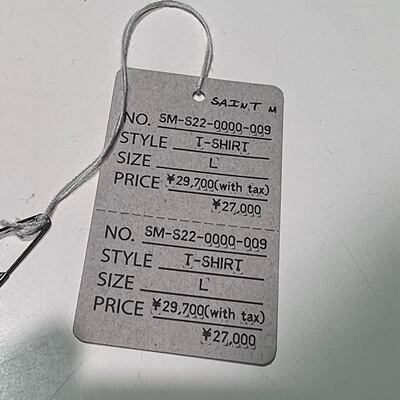 SAINT M
NO. SM-S22-0000-009
STYLE T-SHIRT
SIZE L
PRICE ¥29,700(with tax)
¥27,000
NO. SM-S22-0000-009
STYLE T-SHIRT
SIZE L
PRICE ¥29,700(with tax)
¥27,000